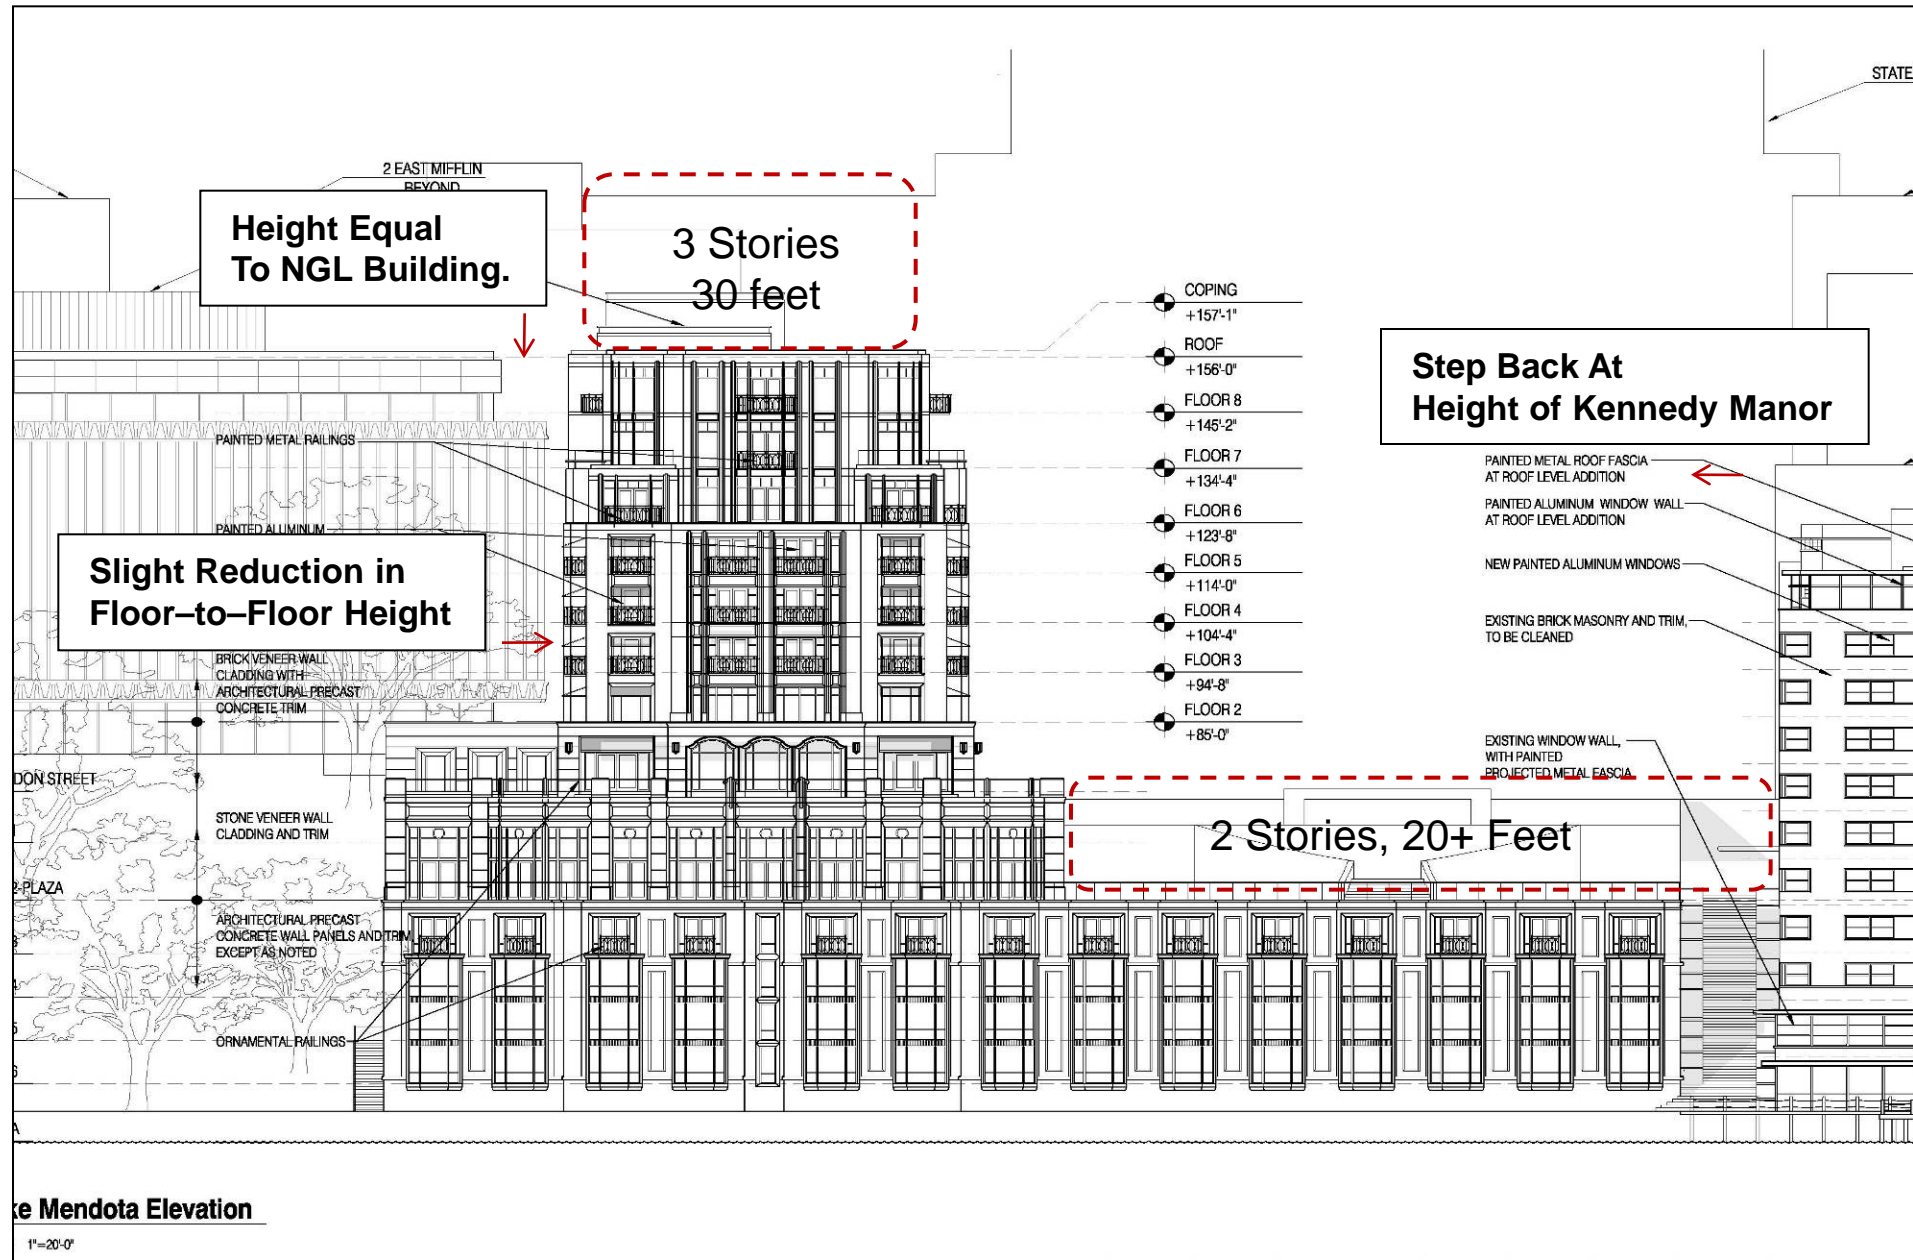 STATE
2 EAST MIFFLIN
BEYOND
Height Equal
To NGL Building.
3 Stories
30 feet
COPING
+157'-1"
ROOF
+156'-0"
FLOOR 8
+145'-2"
FLOOR 7
+134'-4"
FLOOR 6
+123'-8"
FLOOR 5
+114'-0"
FLOOR 4
+104'-4"
FLOOR 3
+94'-8"
FLOOR 2
+85'-0"
Step Back At
Height of Kennedy Manor
PAINTED METAL ROOF FASCIA
AT ROOF LEVEL ADDITION
PAINTED ALUMINUM WINDOW WALL
AT ROOF LEVEL ADDITION
NEW PAINTED ALUMINUM WINDOWS
EXISTING BRICK MASONRY AND TRIM,
TO BE CLEANED
EXISTING WINDOW WALL,
WITH PAINTED
PROJECTED METAL FASCIA
PAINTED METAL RAILINGS
PAINTED ALUMINUM
Slight Reduction in
Floor–to–Floor Height
BRICK VENEER WALL
CLADDING WITH
ARCHITECTURAL PRECAST
CONCRETE TRIM
DON STREET
STONE VENEER WALL
CLADDING AND TRIM
2 Stories, 20+ Feet
2-PLAZA
ARCHITECTURAL PRECAST
CONCRETE WALL PANELS AND TRIM,
EXCEPT AS NOTED
3
4
5
ORNAMENTAL RAILINGS
6
A
ke Mendota Elevation
1"=20'-0"